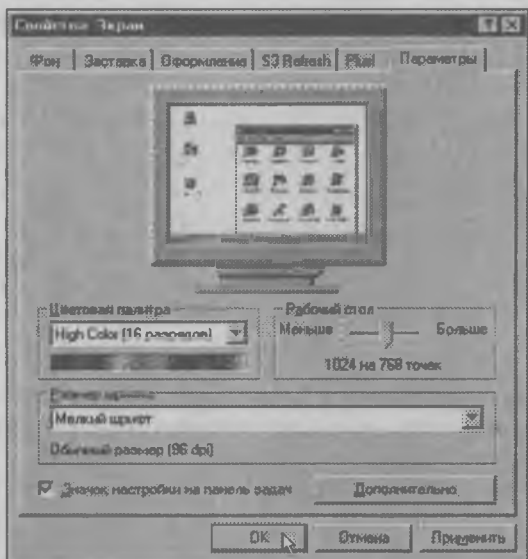 Свойства: Экран
Фон Заставка Оформление S3 Refresh Plus! Параметры
Цветовая палитра
High Color (16 разрядов)
Рабочий стол
Меньше Больше
1024 на 768 точек
Размер шрифта
Мелкий шрифт
Обычный размер (96 dpi)
Значок настройки на панель задач
Дополнительно
OK Отмена Применить